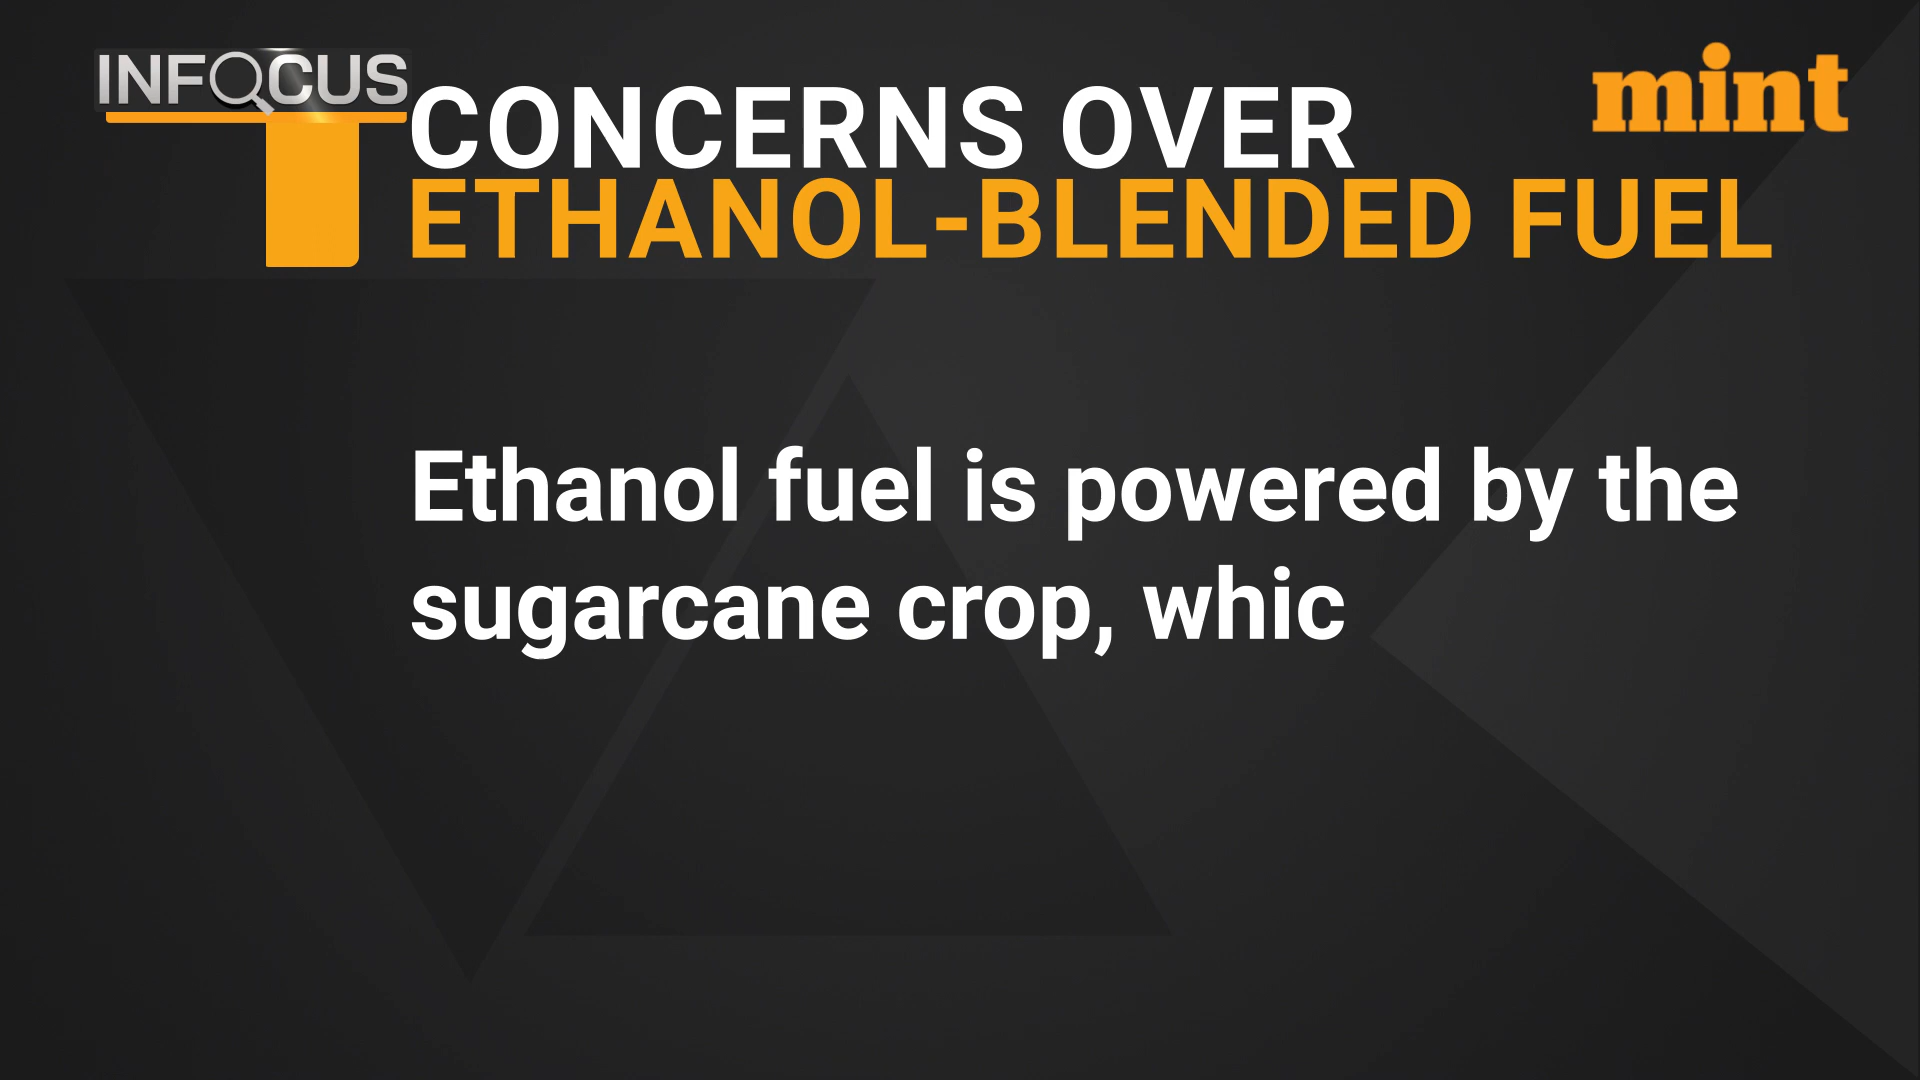 INFOCUS
mint
CONCERNS OVER
ETHANOL-BLENDED FUEL
Ethanol fuel is powered by the
sugarcane crop, whic